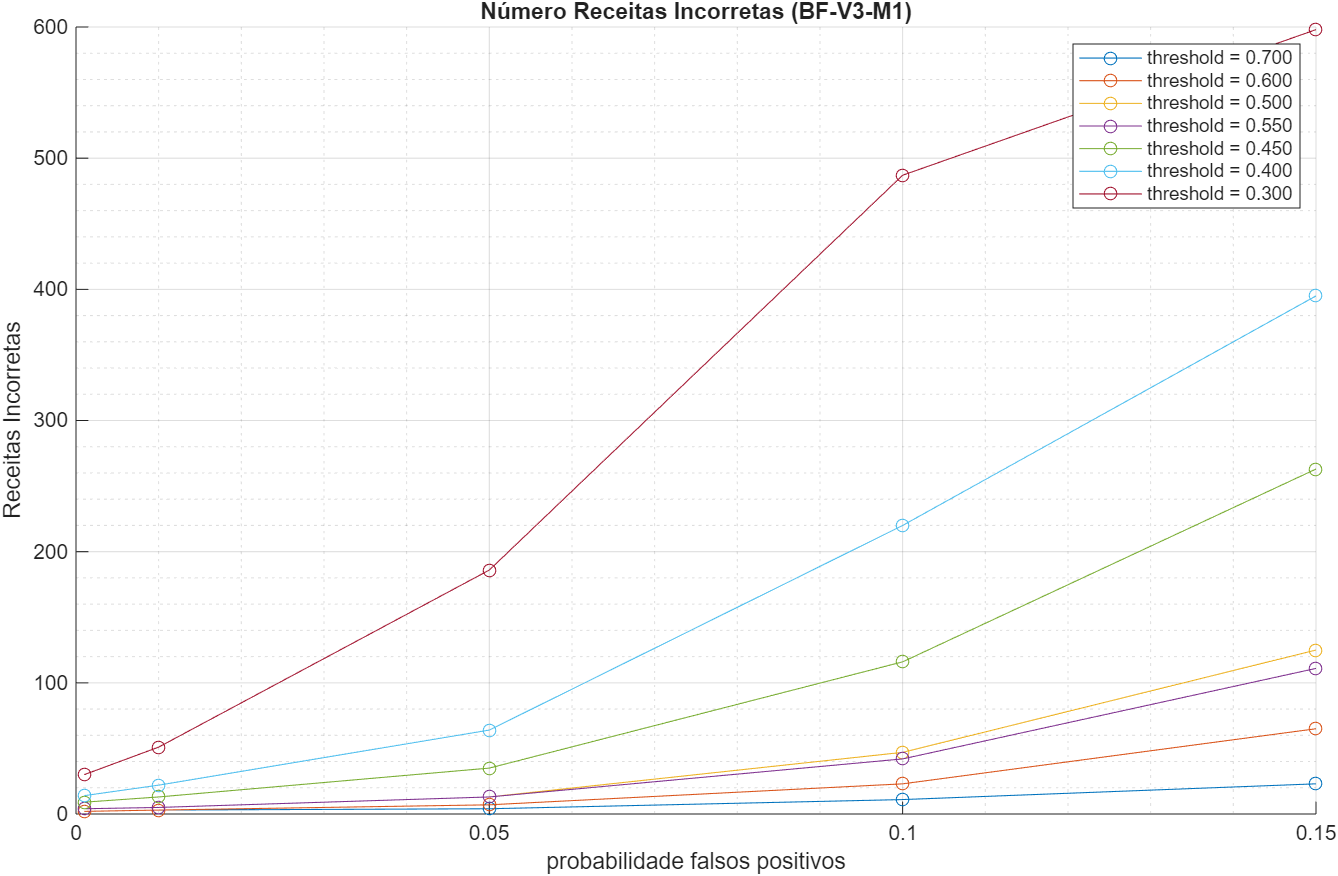 Número Receitas Incorretas (BF-V3-M1)
600
500
400
300
200
100
0
Receitas Incorretas
threshold = 0.700
threshold = 0.600
threshold = 0.500
threshold = 0.550
threshold = 0.450
threshold = 0.400
threshold = 0.300
0
0.05
0.1
0.15
probabilidade falsos positivos